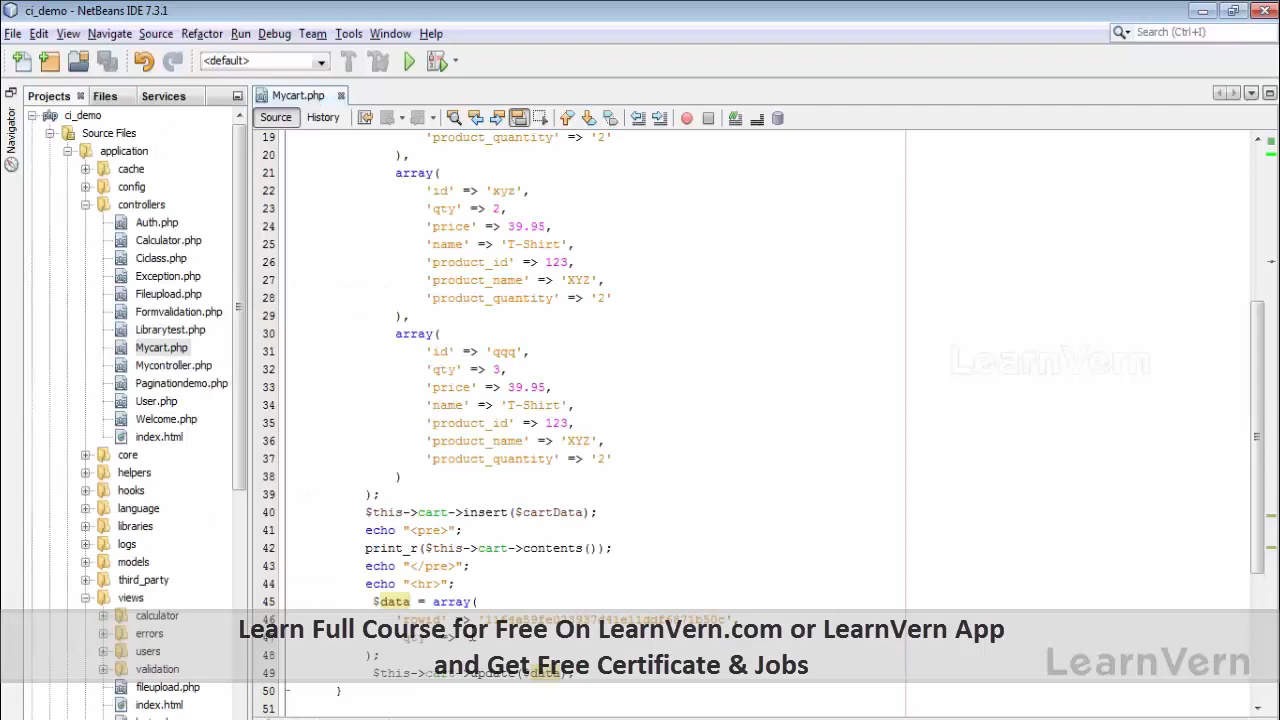 ci_demo - NetBeans IDE 7.3.1
File Edit View Navigate Source Refactor Run Debug Team Tools Window Help
Search (Ctrl+I)
<default>
Projects Files Services
Mycart.php
Source History
Navigator
ci_demo
Source Files
application
cache
config
controllers
Auth.php
Calculator.php
Ciclass.php
Exception.php
Fileupload.php
Formvalidation.php
Librarytest.php
Mycart.php
Mycontroller.php
Paginationdemo.php
User.php
Welcome.php
index.html
core
helpers
hooks
language
libraries
logs
models
third_party
views
calculator
errors
users
validation
fileupload.php
index.html
19 'product_quantity' => '2'
20 ),
21 array(
22 'id' => 'xyz',
23 'qty' => 2,
24 'price' => 39.95,
25 'name' => 'T-Shirt',
26 'product_id' => 123,
27 'product_name' => 'XYZ',
28 'product_quantity' => '2'
29 ),
30 array(
31 'id' => 'qqq',
32 'qty' => 3,
33 'price' => 39.95,
34 'name' => 'T-Shirt',
35 'product_id' => 123,
36 'product_name' => 'XYZ',
37 'product_quantity' => '2'
38 )
39 );
40 $this->cart->insert($cartData);
41 echo "<pre>";
42 print_r($this->cart->contents());
43 echo "</pre>";
44 echo "<hr>";
45 $data = array(
46 'rowid' =>
47 'qty' =>
48 );
49 $this->cart->update($data);
50 }
51
LearnVern
Learn Full Course for Free On LearnVern.com or LearnVern App
and Get Free Certificate & Jobs
LearnVern